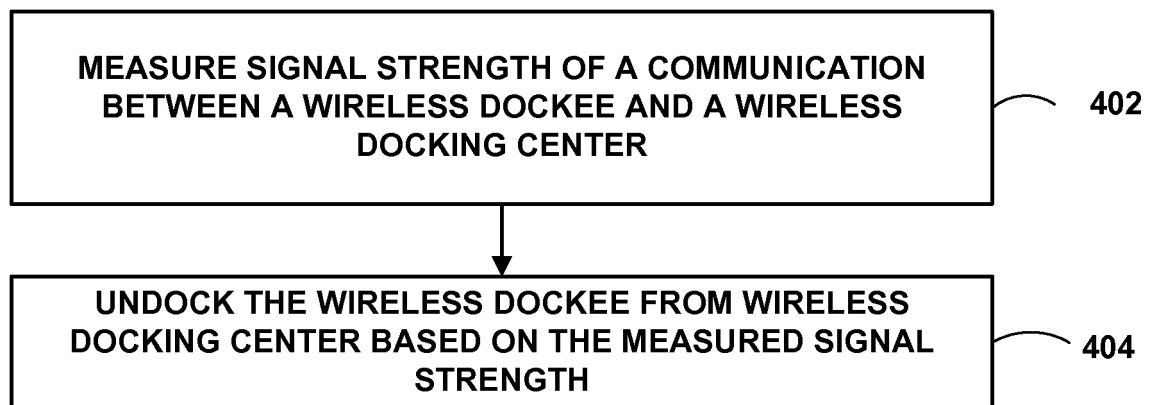 MEASURE SIGNAL STRENGTH OF A COMMUNICATION
BETWEEN A WIRELESS DOCKEE AND A WIRELESS
DOCKING CENTER
402
UNDOCK THE WIRELESS DOCKEE FROM WIRELESS
DOCKING CENTER BASED ON THE MEASURED SIGNAL
STRENGTH
404